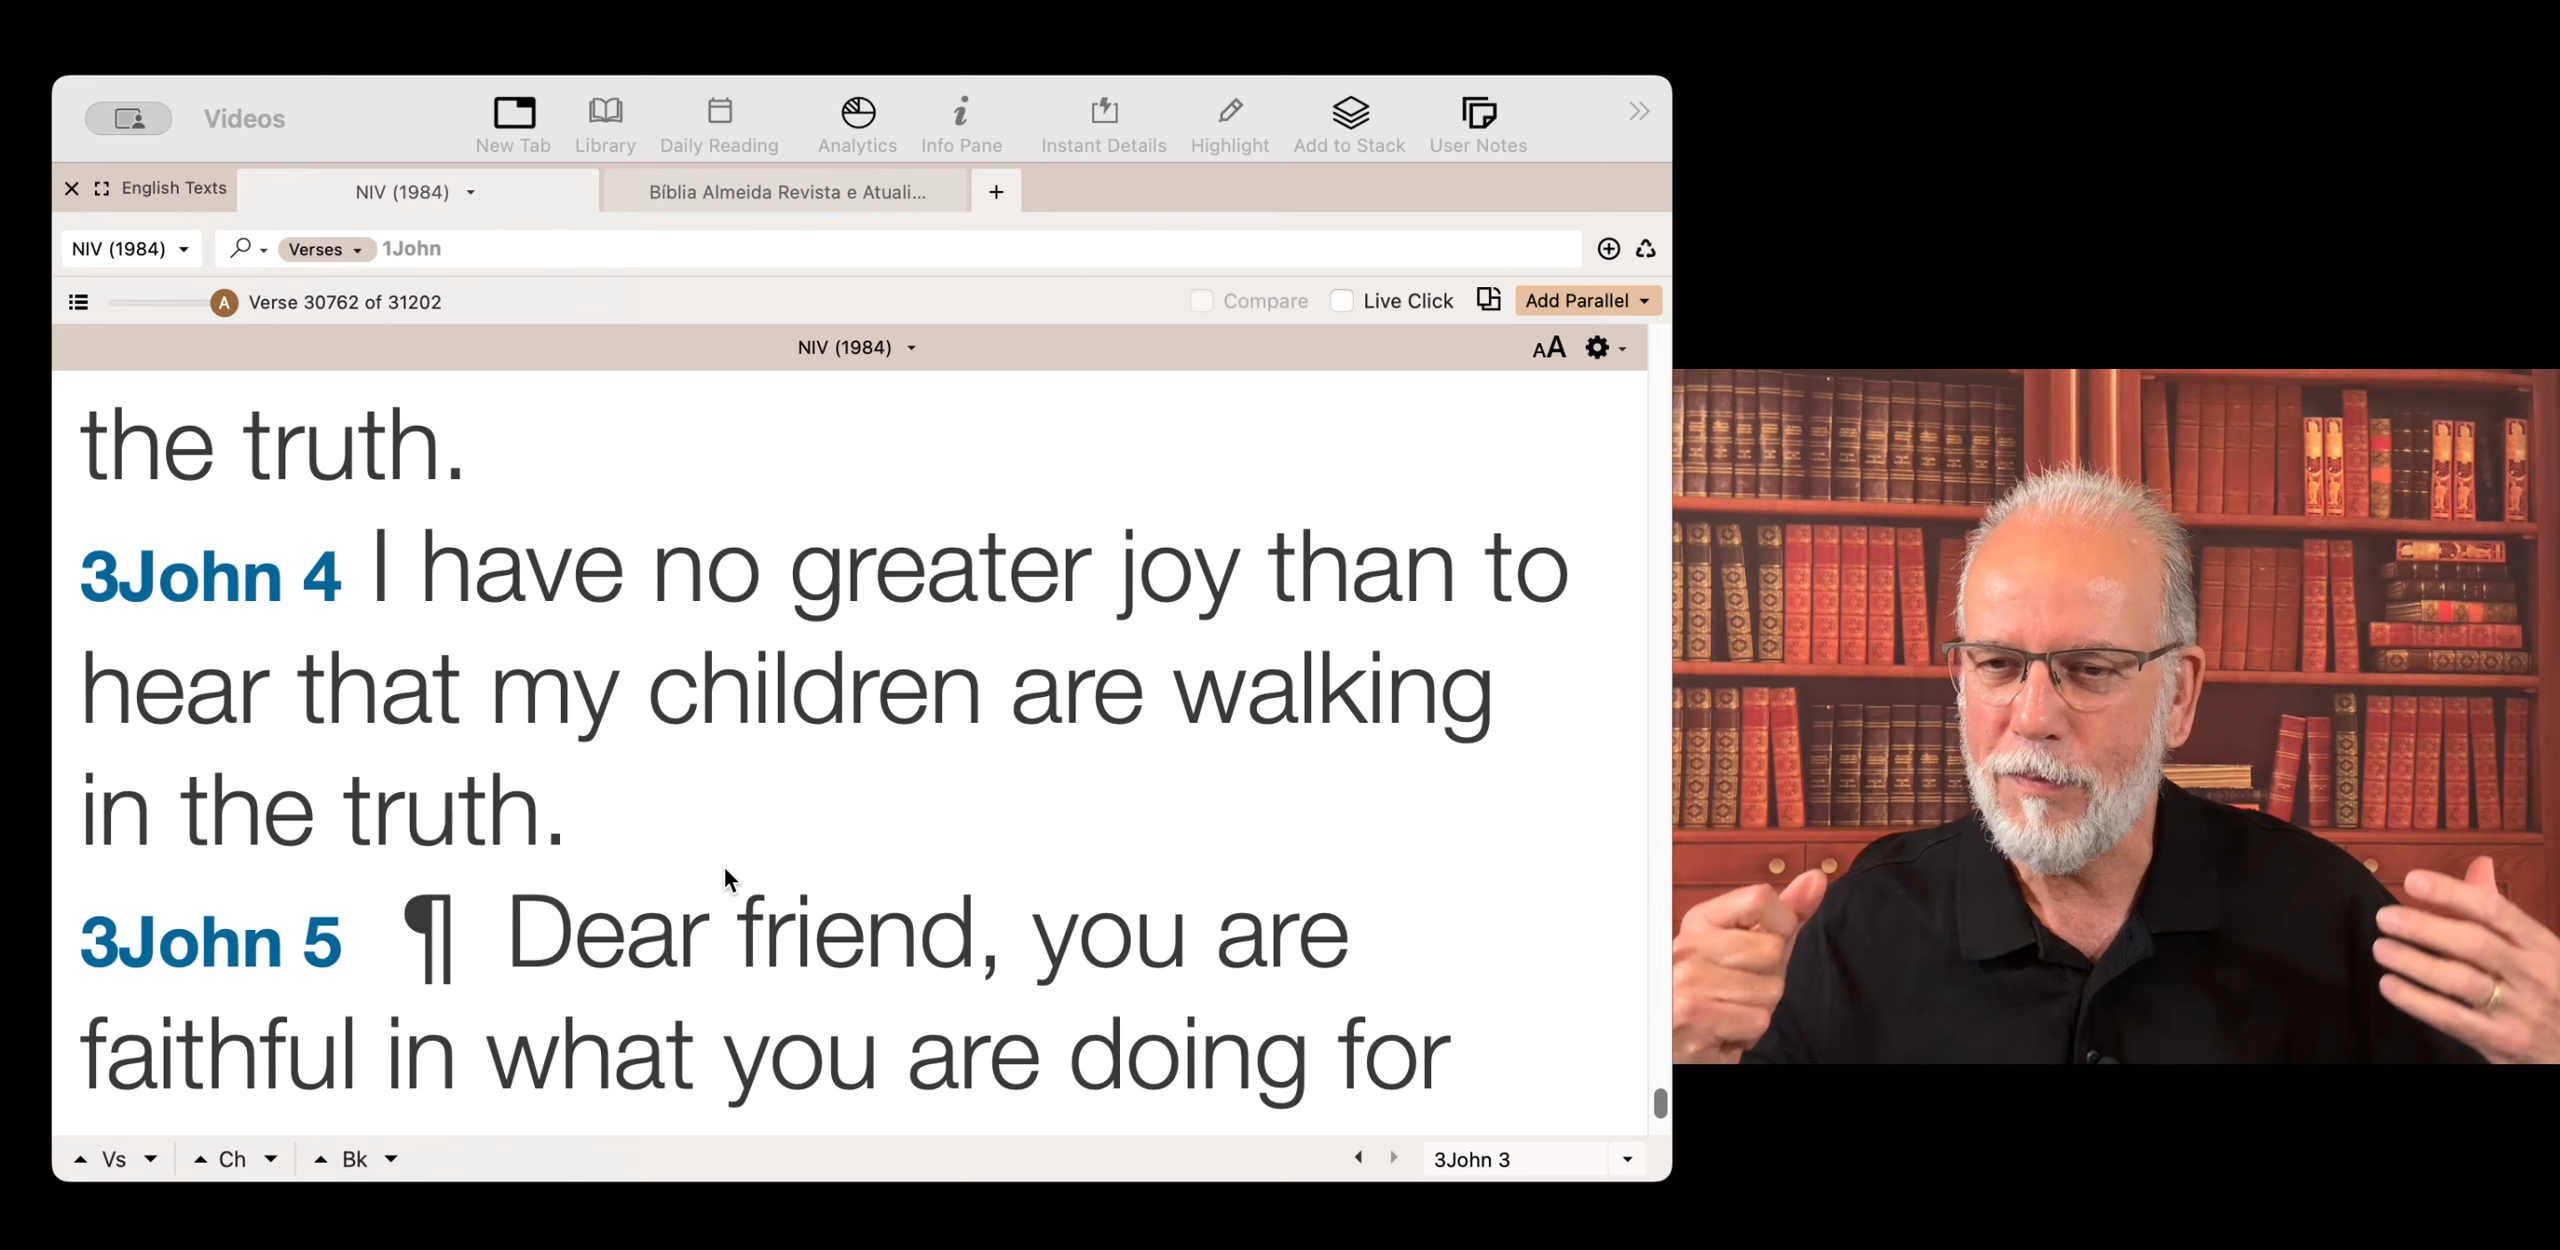 Videos
New Tab
Library
Daily Reading
Analytics
Info Pane
Instant Details
Highlight
Add to Stack
User Notes
English Texts
NIV (1984)
Bíblia Almeida Revista e Atuali...
+
NIV (1984)
Verses
1John
A
Verse 30762 of 31202
Compare
Live Click
Add Parallel
NIV (1984)
AA
the truth.
3John 4 I have no greater joy than to
hear that my children are walking
in the truth.
3John 5 ¶ Dear friend, you are
faithful in what you are doing for
Vs
Ch
Bk
3John 3